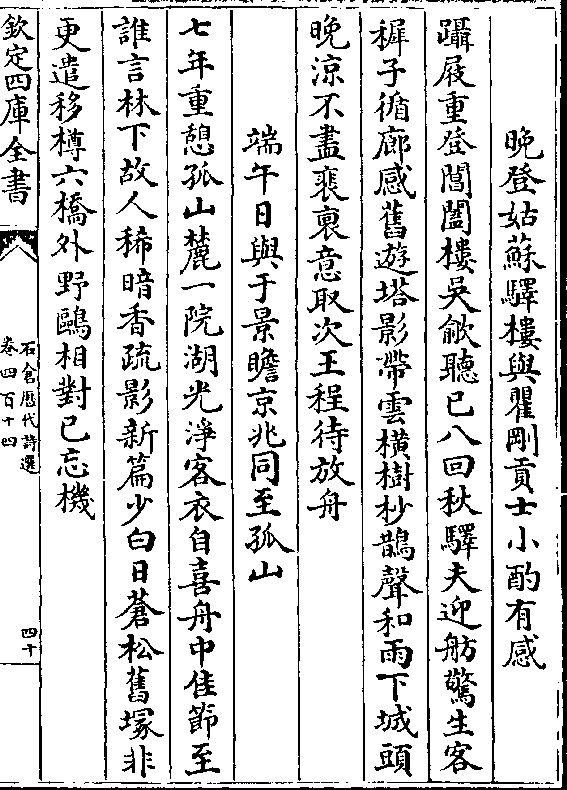 晚登姑蘇驛樓與瞿剛貢士小酌有感
躡屐重登閶闔樓吳歈聽已八回秋驛夫迎舫驚生客
穉子循廊感舊遊塔影帶雲橫樹杪鵲聲和雨下城頭
晚涼不盡裴裏意取次王程待放舟
端午日與于景瞻京兆同至孤山
七年重憩孤山麓一院湖光淨客衣自喜舟中佳節至
誰言林下故人稀暗香疏影新篇少白日蒼松舊塚非
更遣移樽六橋外野鷗相對已忘機
欽定四庫全書
石倉歷代詩選
卷四百十四
四十